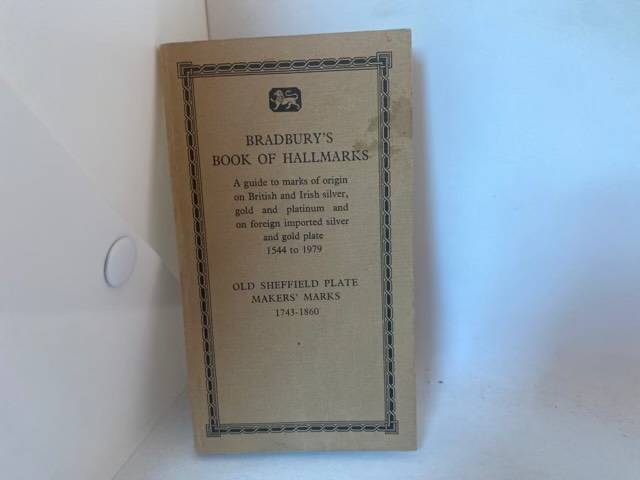 BRADBURY'S
BOOK OF HALLMARKS
A guide to marks of origin
on British and Irish silver,
gold and platinum and
on foreign imported silver
and gold plate
1544 to 1979
OLD SHEFFIELD PLATE
MAKERS' MARKS
1743-1860